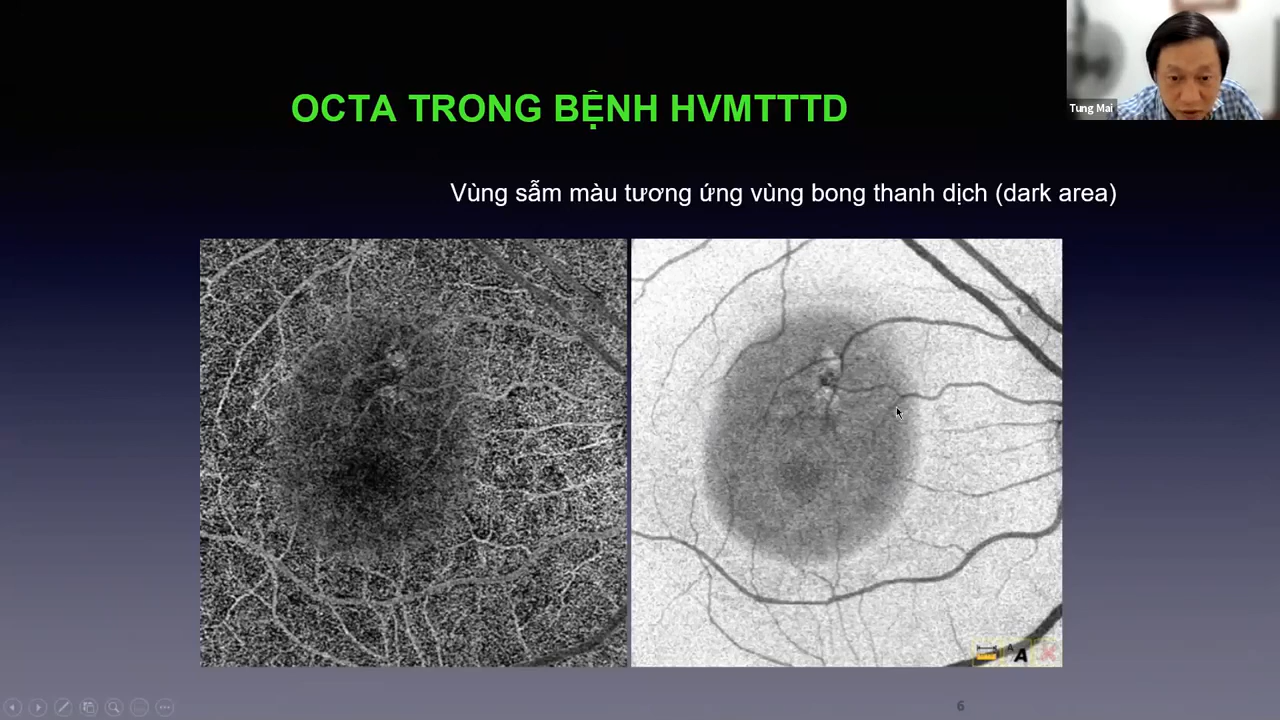 Tung Mai
OCTA TRONG BỆNH HVMTTTD
Vùng sẫm màu tương ứng vùng bong thanh dịch (dark area)
A A
6